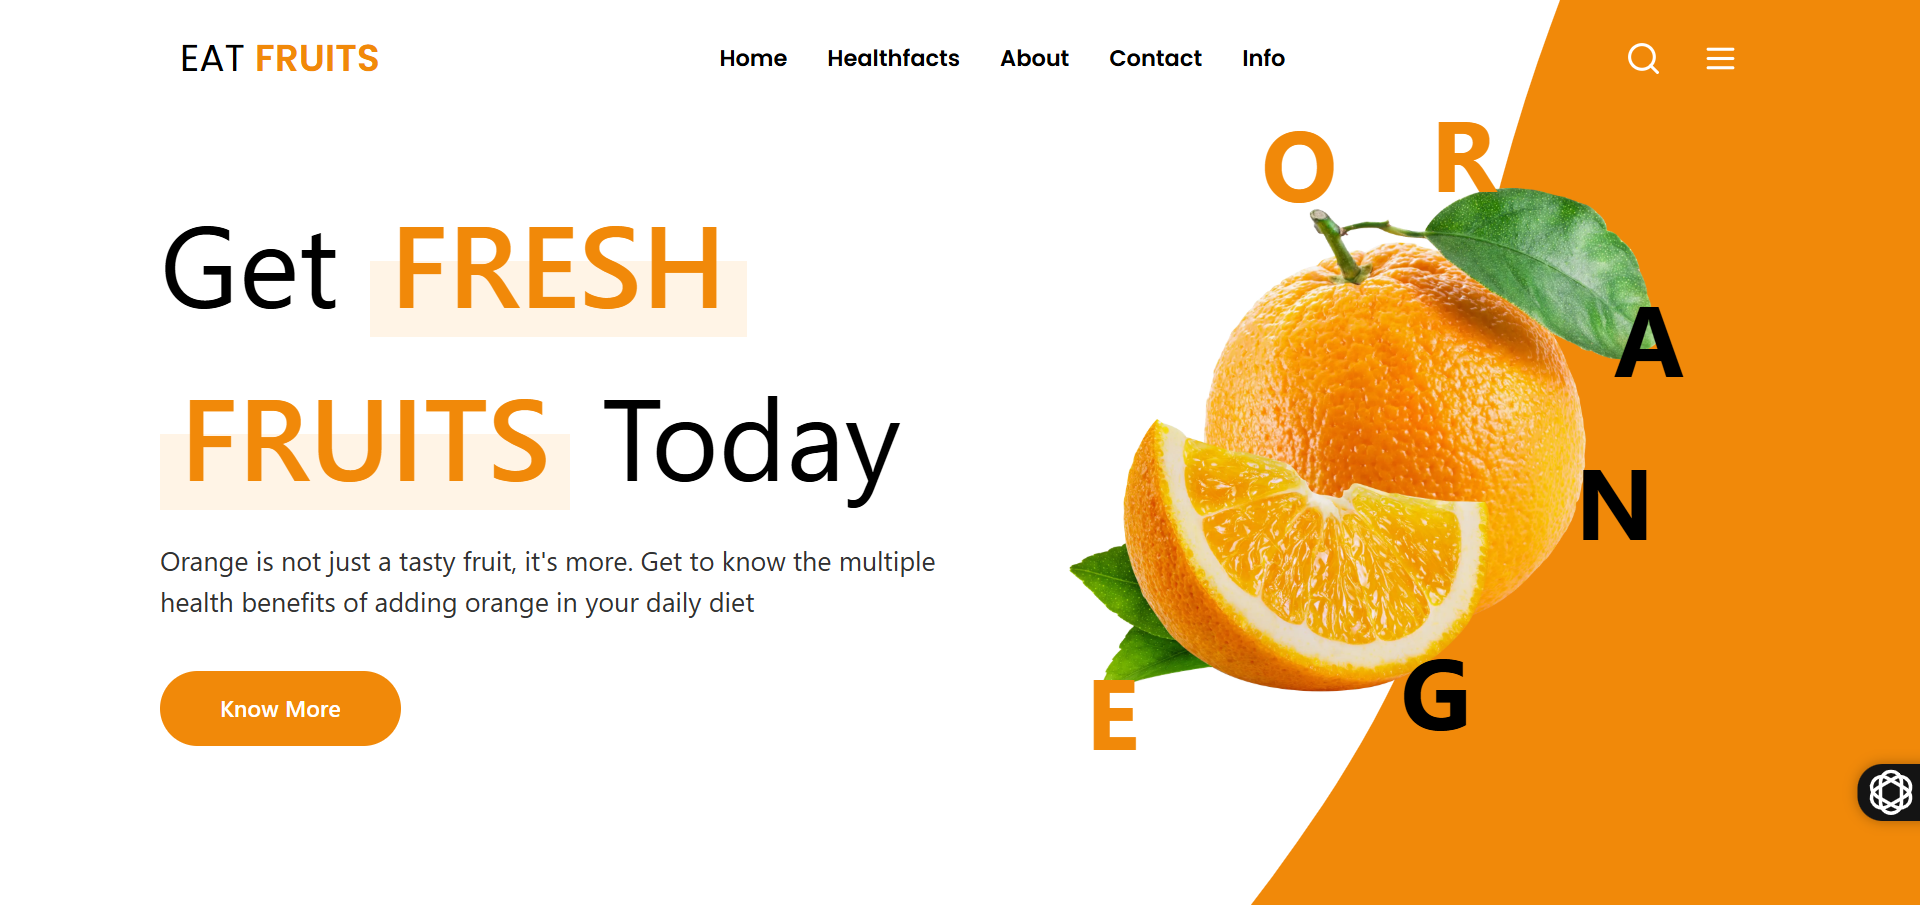 EAT FRUITS
Home Healthfacts About Contact Info
Get FRESH
FRUITS Today
Orange is not just a tasty fruit, it's more. Get to know the multiple
health benefits of adding orange in your daily diet
Know More
O
R
A
N
G
E